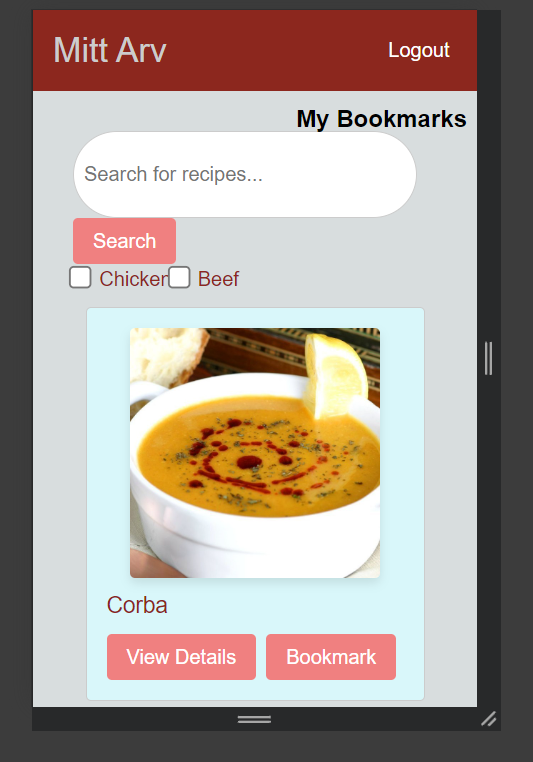 Mitt Arv
Logout
My Bookmarks
Search for recipes...
Search
Chicken Beef
Corba
View Details Bookmark